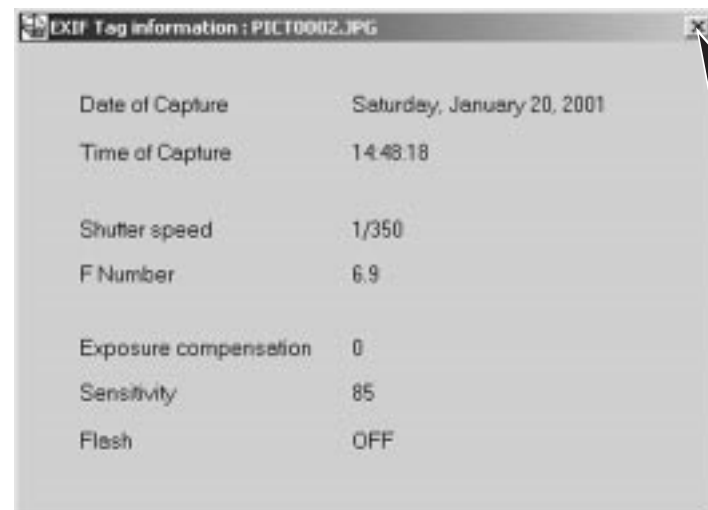 EXIF Tag information : PICT0002.JPG
Date of Capture Saturday, January 20, 2001
Time of Capture 14:48:18
Shutter speed 1/350
F Number 6.9
Exposure compensation 0
Sensitivity 85
Flash OFF